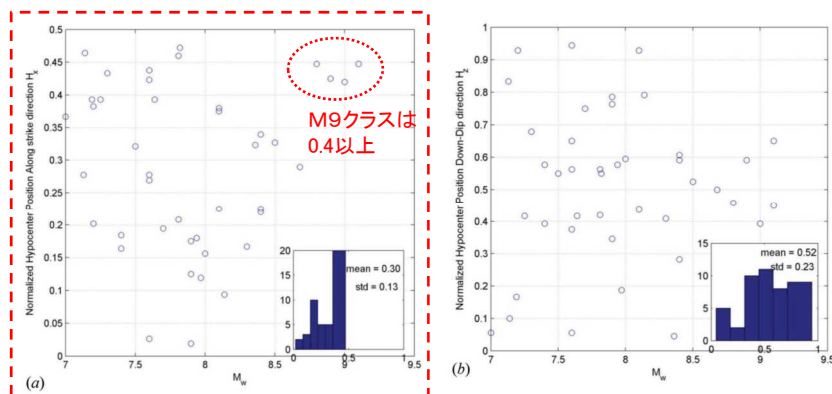 Normalized Hypocenter Position Along strike direction Hx
0.5
0.45
0.4
0.35
0.3
0.25
0.2
0.15
0.1
0.05
0
M9クラスは
0.4以上
20
15
10
5
0
mean = 0.30
std = 0.13
0 0.5 1
7 7.5 8 8.5 9 9.5
(a)
Mw
Normalized Hypocenter Position Down-Dip direction Hz
1
0.9
0.8
0.7
0.6
0.5
0.4
0.3
0.2
0.1
0
15
10
5
0
mean = 0.52
std = 0.23
0 0.5 1
7 7.5 8 8.5 9 9.5
(b)
Mw